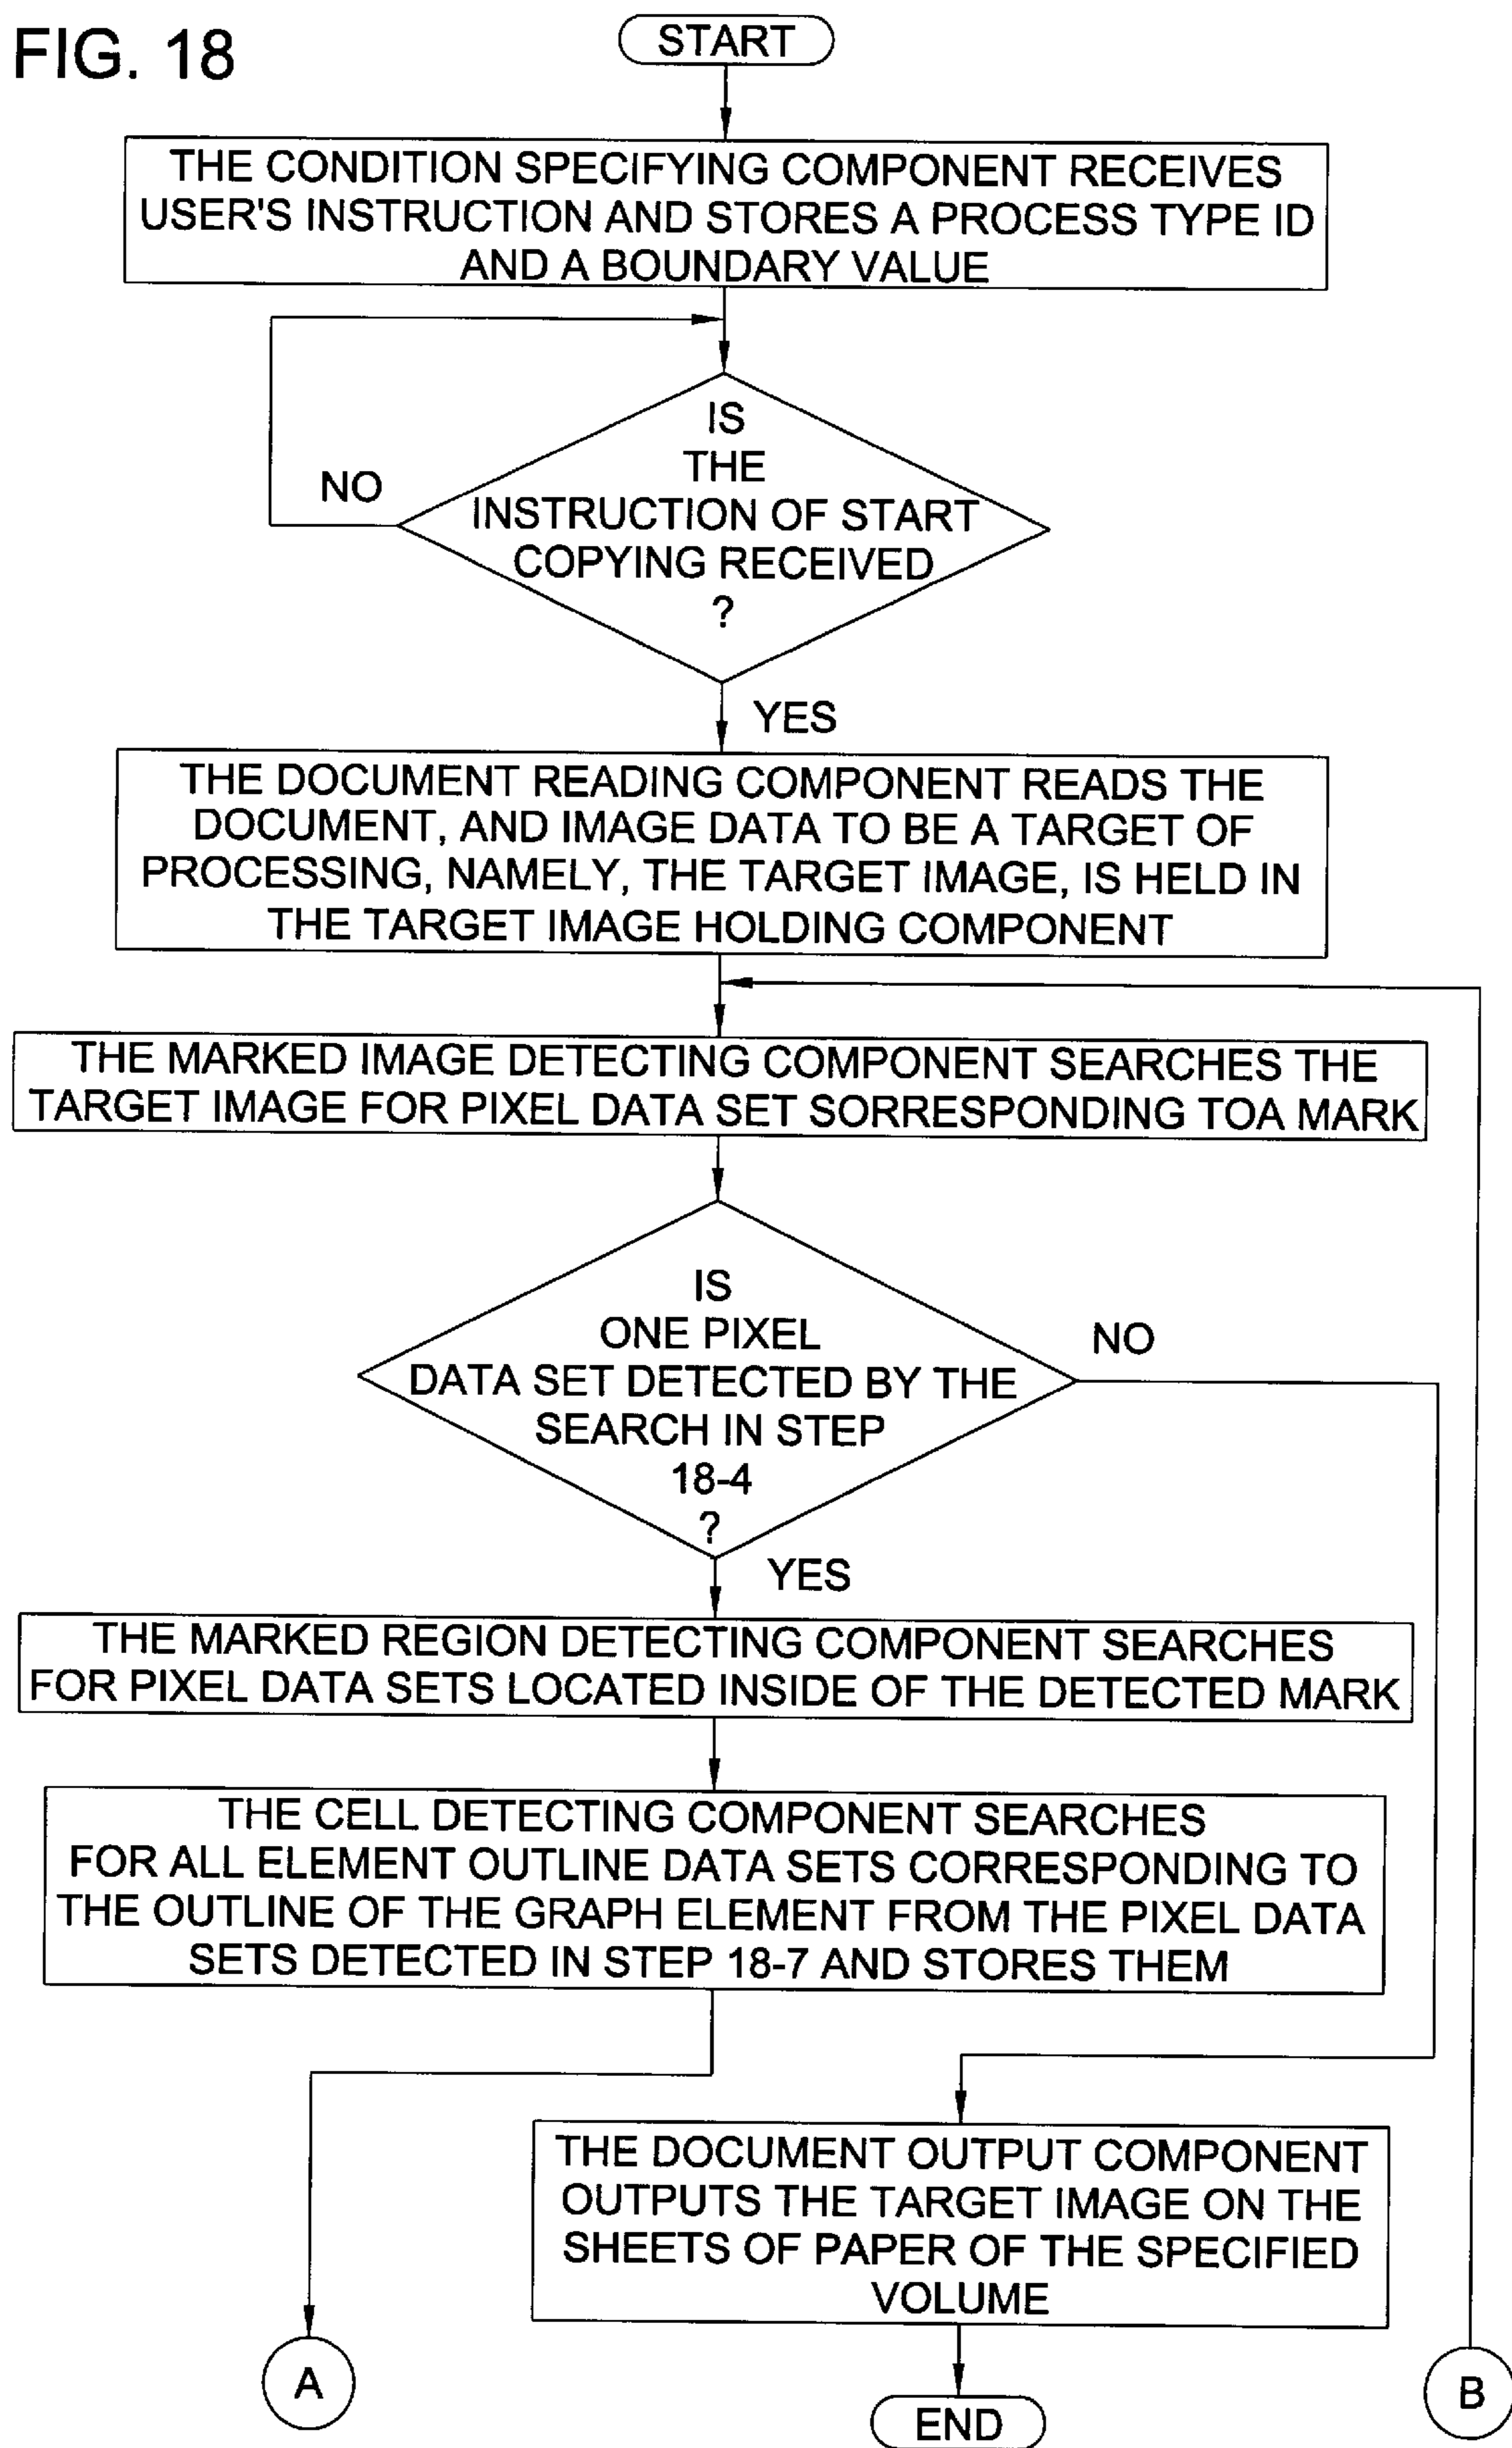 FIG. 18
START
THE CONDITION SPECIFYING COMPONENT RECEIVES
USER'S INSTRUCTION AND STORES A PROCESS TYPE ID
AND A BOUNDARY VALUE
IS
THE
INSTRUCTION OF START
COPYING RECEIVED
?
NO
YES
THE DOCUMENT READING COMPONENT READS THE
DOCUMENT, AND IMAGE DATA TO BE A TARGET OF
PROCESSING, NAMELY, THE TARGET IMAGE, IS HELD IN
THE TARGET IMAGE HOLDING COMPONENT
THE MARKED IMAGE DETECTING COMPONENT SEARCHES THE
TARGET IMAGE FOR PIXEL DATA SET SORRESPONDING TOA MARK
IS
ONE PIXEL
DATA SET DETECTED BY THE
SEARCH IN STEP
18-4
?
NO
YES
THE MARKED REGION DETECTING COMPONENT SEARCHES
FOR PIXEL DATA SETS LOCATED INSIDE OF THE DETECTED MARK
THE CELL DETECTING COMPONENT SEARCHES
FOR ALL ELEMENT OUTLINE DATA SETS CORRESPONDING TO
THE OUTLINE OF THE GRAPH ELEMENT FROM THE PIXEL DATA
SETS DETECTED IN STEP 18-7 AND STORES THEM
THE DOCUMENT OUTPUT COMPONENT
OUTPUTS THE TARGET IMAGE ON THE
SHEETS OF PAPER OF THE SPECIFIED
VOLUME
A
B
END